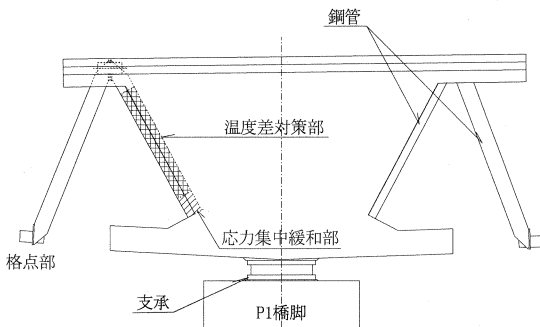 鋼管
温度差対策部
応力集中緩和部
格点部
支承
P1橋脚